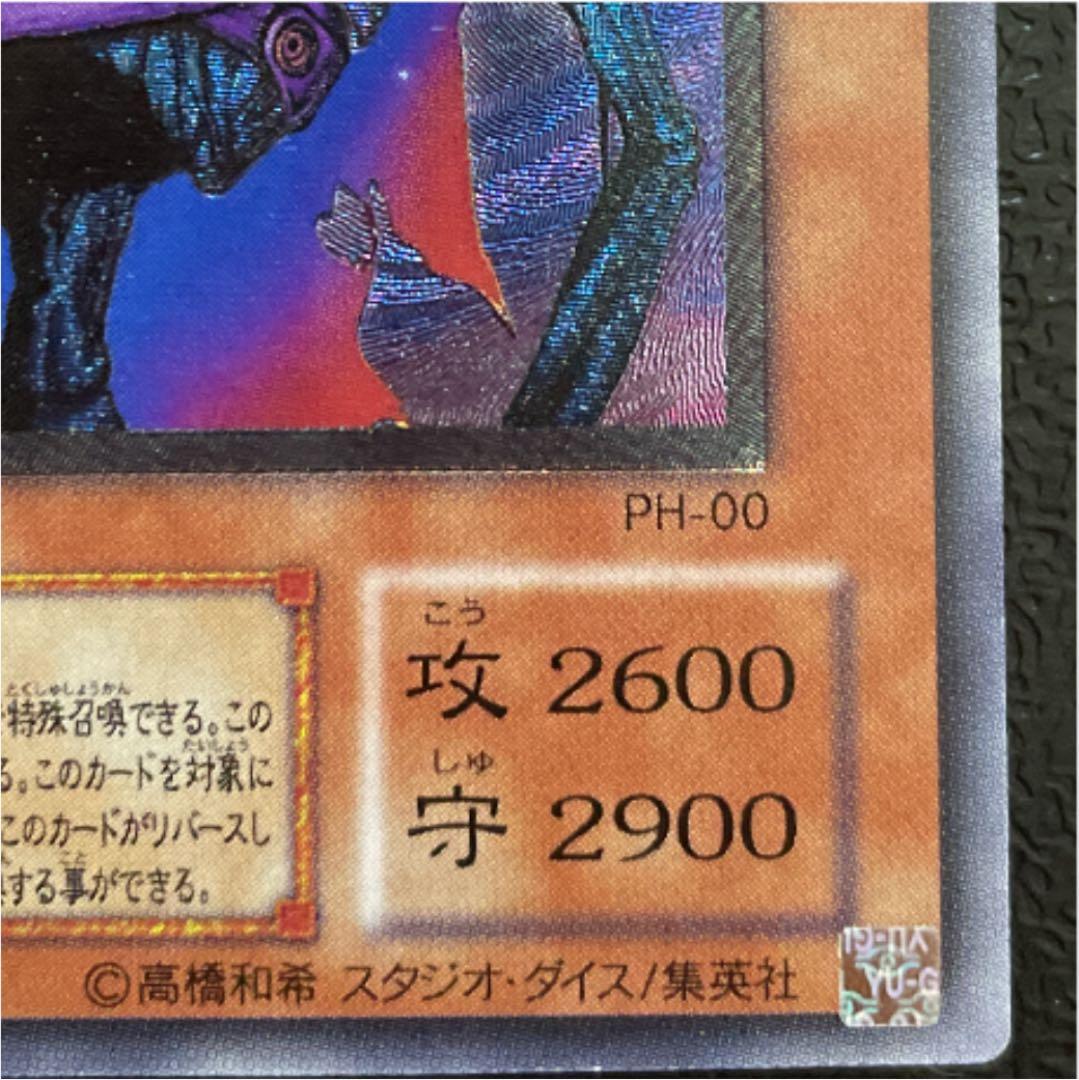 PH-00
こう
攻 2600
しゅ
守 2900
とくしゅしょうかん
特殊召喚できる。この
る。このカードを対象に
たいしょう
このカードがリバースし
する事ができる。
こと
©高橋和希 スタジオ・ダイス/集英社
YU-G